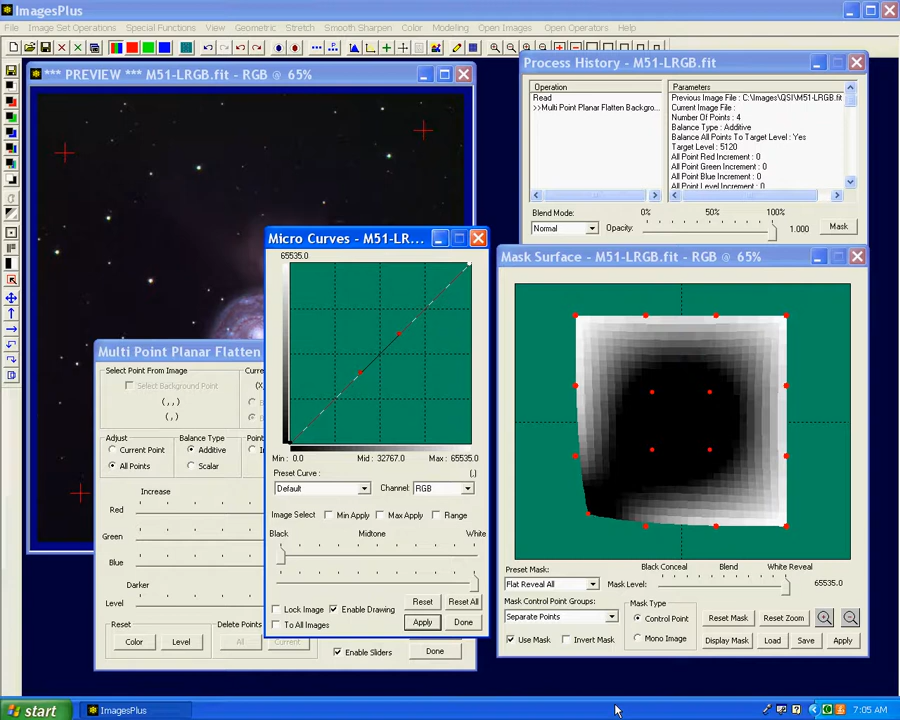 ImagesPlus
File Image Set Operations Special Functions View Geometric Stretch Smooth Sharpen Color Modeling Open Operations Open Operators Help
*** PREVIEW *** M51-LRGB.fit - RGB @ 65%
Process History - M51-LRGB.fit
Operation
Read
>>Multi Point Planar Flatten Backgro...
Parameters
Previous Image File : C:\Images\QSI\M51-LRGB.fit
Current Image File :
Number Of Points : 4
Balance Type : Additive
Balance All Points To Target Level : Yes
Target Level : 5120
All Point Red Increment : 0
All Point Green Increment : 0
All Point Blue Increment : 0
All Point Level Increment : 0
Blend Mode:
Normal
0% 50% 100%
Opacity:
1.000
Mask
Micro Curves - M51-LR...
65535.0
Min : 0.0 Mid : 32767.0 Max : 65535.0
Preset Curve : (.)
Default
Channel:
RGB
Image Select Min Apply Max Apply Range
Black Midtone White
Lock Image Enable Drawing
To All Images
Reset Reset All
Apply Done
Multi Point Planar Flatten
Select Point From Image
Select Background Point
(,,)
(,)
Adjust
Current Point
All Points
Balance Type
Additive
Scalar
Increase
Red
Green
Blue
Darker
Level
Reset
Color Level
Delete Points
All Current
Enable Sliders
Done
Mask Surface - M51-LRGB.fit - RGB @ 65%
Preset Mask :
Flat Reveal All
Black Conceal Blend White Reveal
Mask Level:
65535.0
Mask Control Point Groups:
Separate Points
Use Mask Invert Mask
Mask Type
Control Point
Mono Image
Reset Mask Reset Zoom
Display Mask Load Save Apply
start
ImagesPlus
7:05 AM